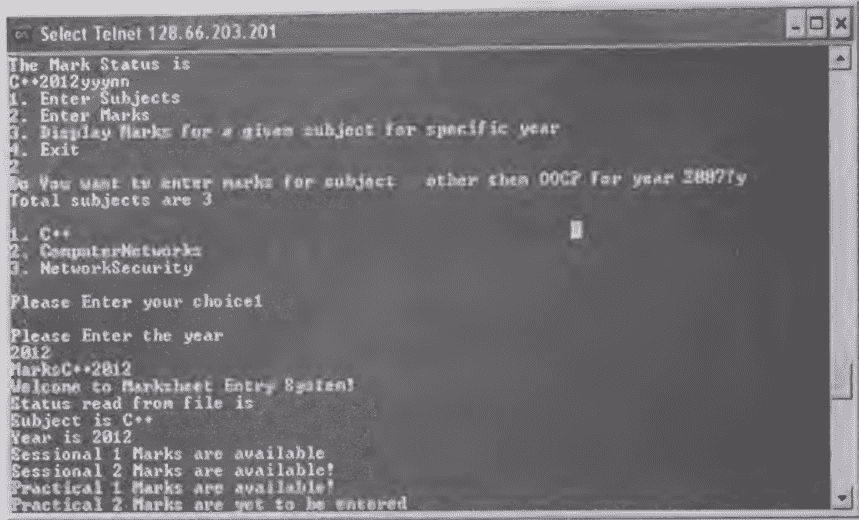 Select Telnet 128.66.203.201
The Mark Status is
C++2012yyynn
1. Enter Subjects
2. Enter Marks
3. Display Marks for a given subject for specific year
4. Exit
2
Do You want to enter marks for subject other then OOCP for year 2007?y
Total subjects are 3
1. C++
2. ComputerNetworks
3. NetworkSecurity
Please Enter your choice1
Please Enter the year
2012
MarksC++2012
Welcome to Marksheet Entry System!
Status read from file is
Subject is C++
Year is 2012
Sessional 1 Marks are available
Sessional 2 Marks are available!
Practical 1 Marks are available!
Practical 2 Marks are yet to be entered